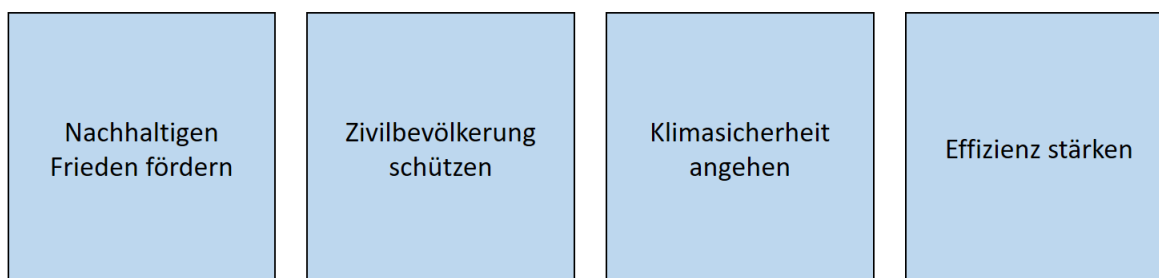 Nachhaltigen
Frieden fördern
Zivilbevölkerung
schützen
Klimasicherheit
angehen
Effizienz stärken